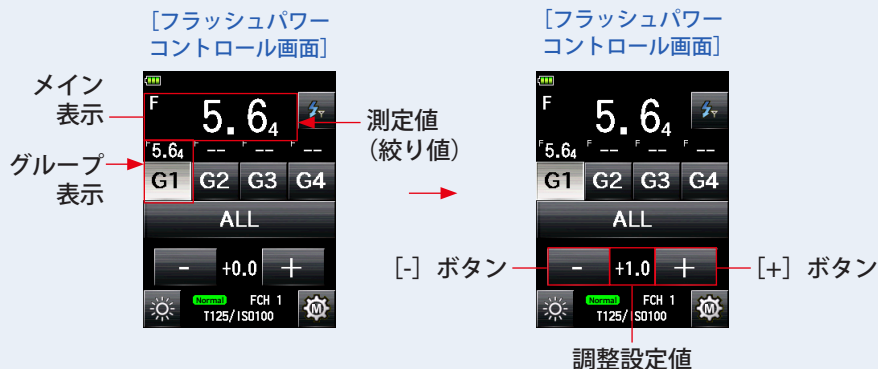 [フラッシュパワー
コントロール画面]
メイン
表示
グループ
表示
測定値
(絞り値)
F
5.6₄
F5.6₄ F-- F-- F--
G1 G2 G3 G4
ALL
- +0.0 +
Normal FCH 1
T125/ISO100
M
[フラッシュパワー
コントロール画面]
F
5.6₄
F5.6₄ F-- F-- F--
G1 G2 G3 G4
ALL
[-] ボタン
- +1.0 +
[+] ボタン
Normal FCH 1
T125/ISO100
M
調整設定値